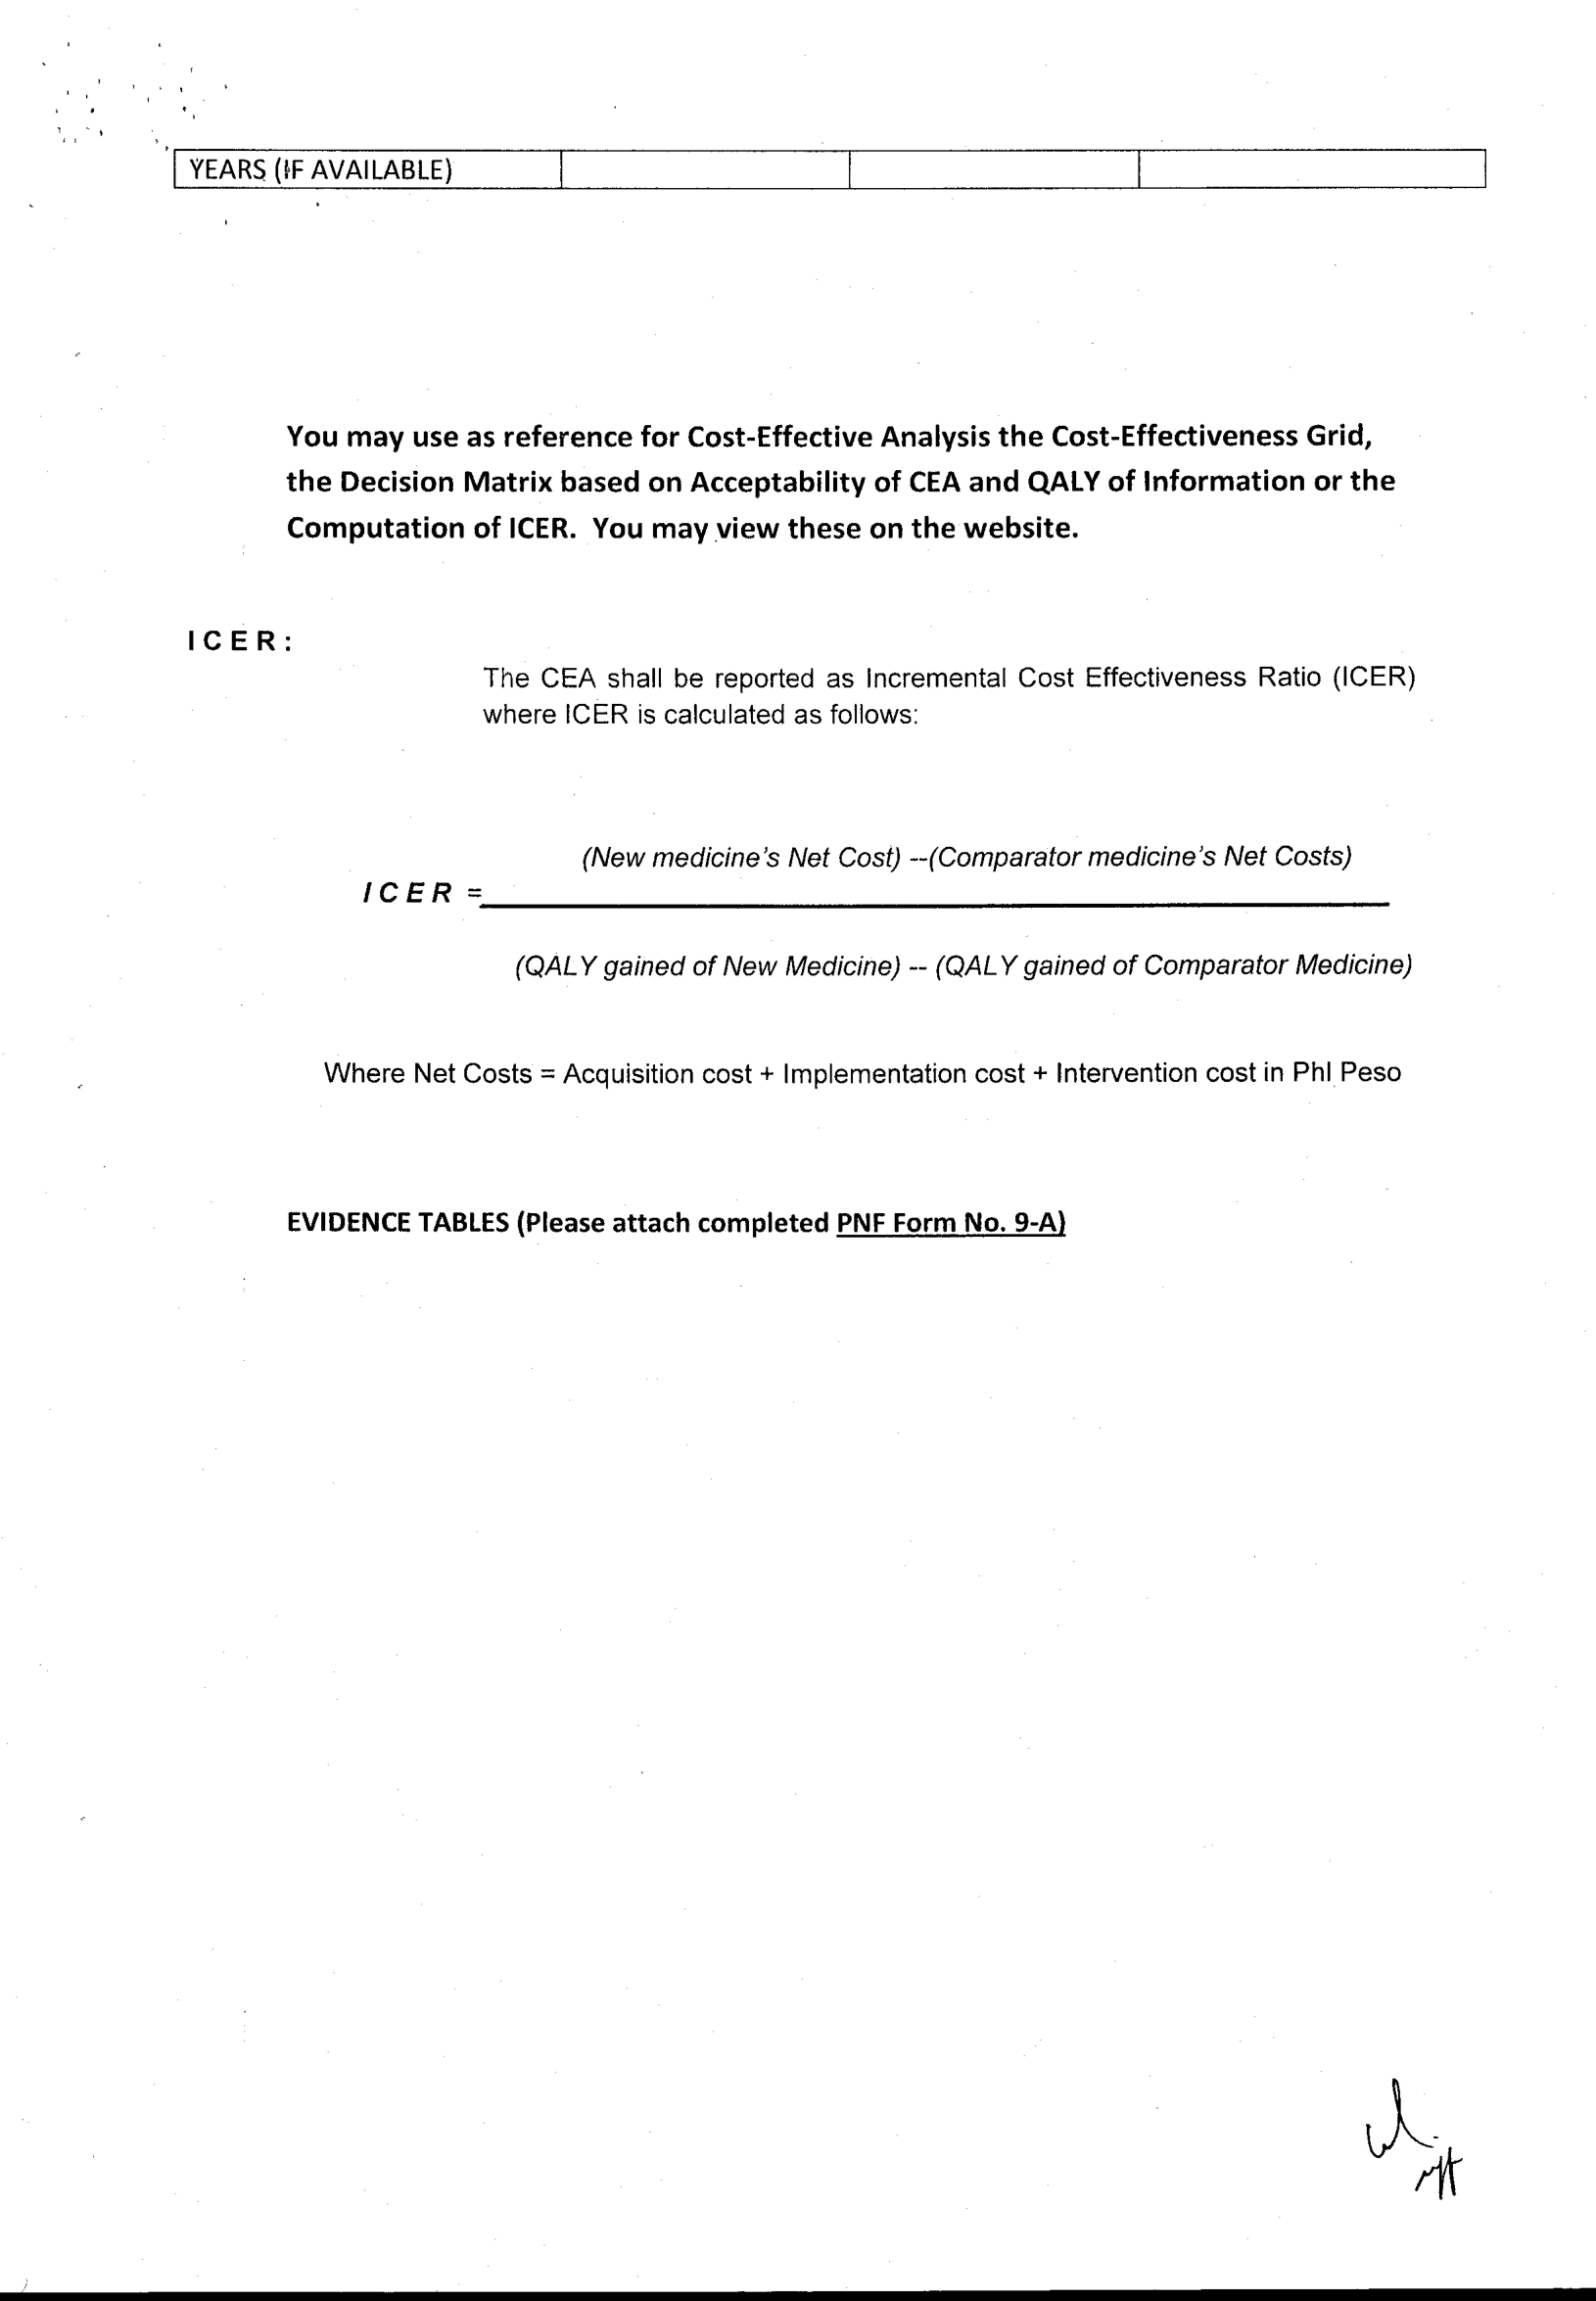 YEARS (IF AVAILABLE)
You may use as reference for Cost-Effective Analysis the Cost-Effectiveness Grid,
the Decision Matrix based on Acceptability of CEA and QALY of Information or the
Computation of ICER.  You may view these on the website.
ICER:
The CEA shall be reported as Incremental Cost Effectiveness Ratio (ICER)
where ICER is calculated as follows:
(New medicine's Net Cost) --(Comparator medicine's Net Costs)
ICER =
(QALY gained of New Medicine) -- (QALY gained of Comparator Medicine)
Where Net Costs = Acquisition cost + Implementation cost + Intervention cost in Phl Peso
EVIDENCE TABLES (Please attach completed PNF Form No. 9-A)